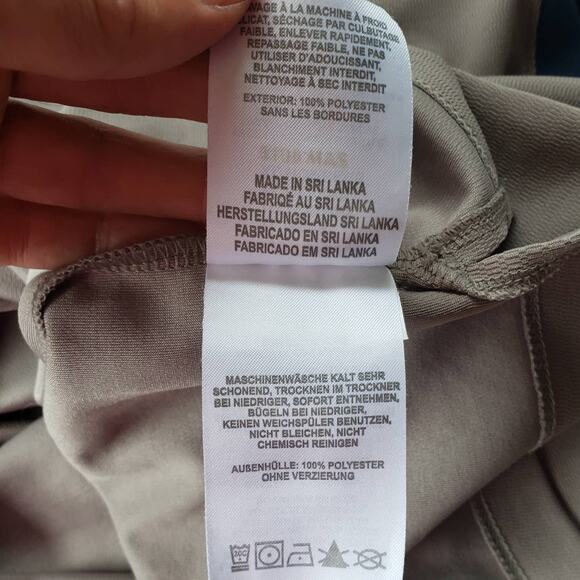 LAVAGE À LA MACHINE À FROID
DÉLICAT, SÉCHAGE PAR CULBUTAGE
FAIBLE, ENLEVER RAPIDEMENT,
REPASSAGE FAIBLE, NE PAS
UTILISER D'ADOUCISSANT,
BLANCHIMENT INTERDIT,
NETTOYAGE À SEC INTERDIT
EXTERIOR: 100% POLYESTER
SANS LES BORDURES
MADE IN SRI LANKA
FABRIQÉ AU SRI LANKA
HERSTELLUNGSLAND SRI LANKA
FABRICADO EN SRI LANKA
FABRICADO EM SRI LANKA
MASCHINENWÄSCHE KALT SEHR
SCHONEND, TROCKNEN IM TROCKNER
BEI NIEDRIGER, SOFORT ENTNEHMEN,
BÜGELN BEI NIEDRIGER,
KEINEN WEICHSPÜLER BENUTZEN,
NICHT BLEICHEN, NICHT
CHEMISCH REINIGEN
AUßENHÜLLE: 100% POLYESTER
OHNE VERZIERUNG